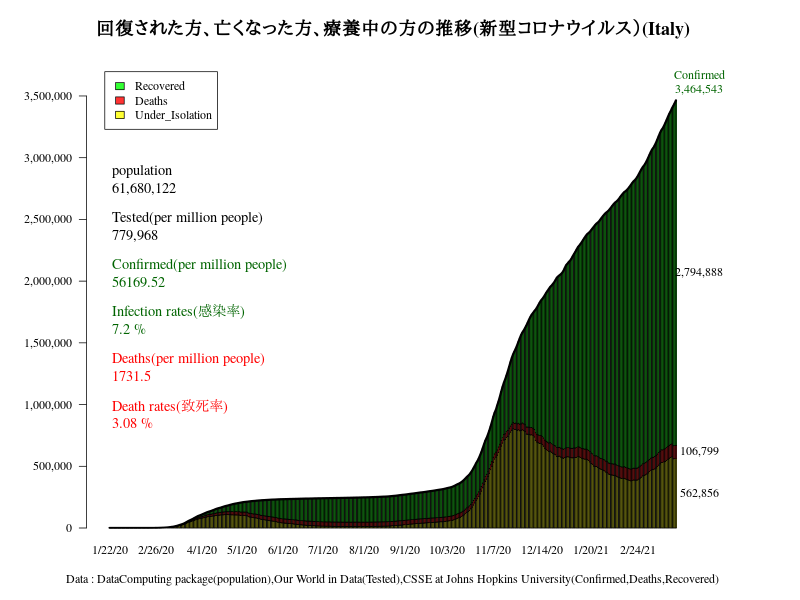 回復された方、亡くなった方、療養中の方の推移(新型コロナウイルス）(Italy)
Confirmed
3,464,543
Recovered
Deaths
Under_Isolation
3,500,000
3,000,000
2,500,000
2,000,000
1,500,000
1,000,000
500,000
0
population
61,680,122
Tested(per million people)
779,968
Confirmed(per million people)
56169.52
Infection rates(感染率)
7.2 %
Deaths(per million people)
1731.5
Death rates(致死率)
3.08 %
2,794,888
106,799
562,856
1/22/20 2/26/20 4/1/20 5/1/20 6/1/20 7/1/20 8/1/20 9/1/20 10/3/20 11/7/20 12/14/20 1/20/21 2/24/21
Data : DataComputing package(population),Our World in Data(Tested),CSSE at Johns Hopkins University(Confirmed,Deaths,Recovered)